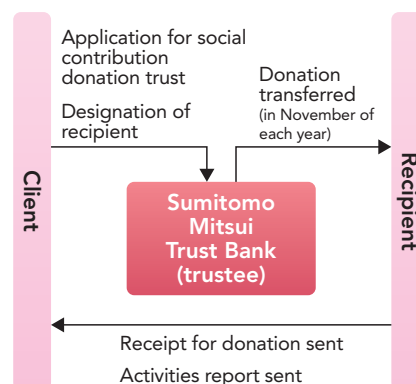 Application for social
contribution
donation trust
Designation of
recipient
Donation
transferred
(in November of
each year)
Client
Sumitomo
Mitsui
Trust Bank
(trustee)
Recipient
Receipt for donation sent
Activities report sent